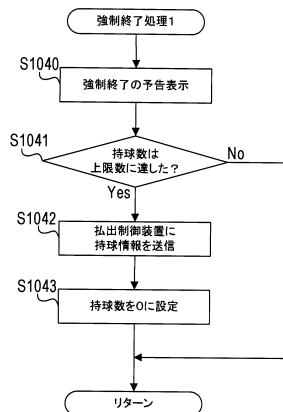 強制終了処理1
S1040
強制終了の予告表示
S1041
持球数は
上限数に達した？
No
Yes
S1042
払出制御装置に
持球情報を送信
S1043
持球数を0に設定
リターン